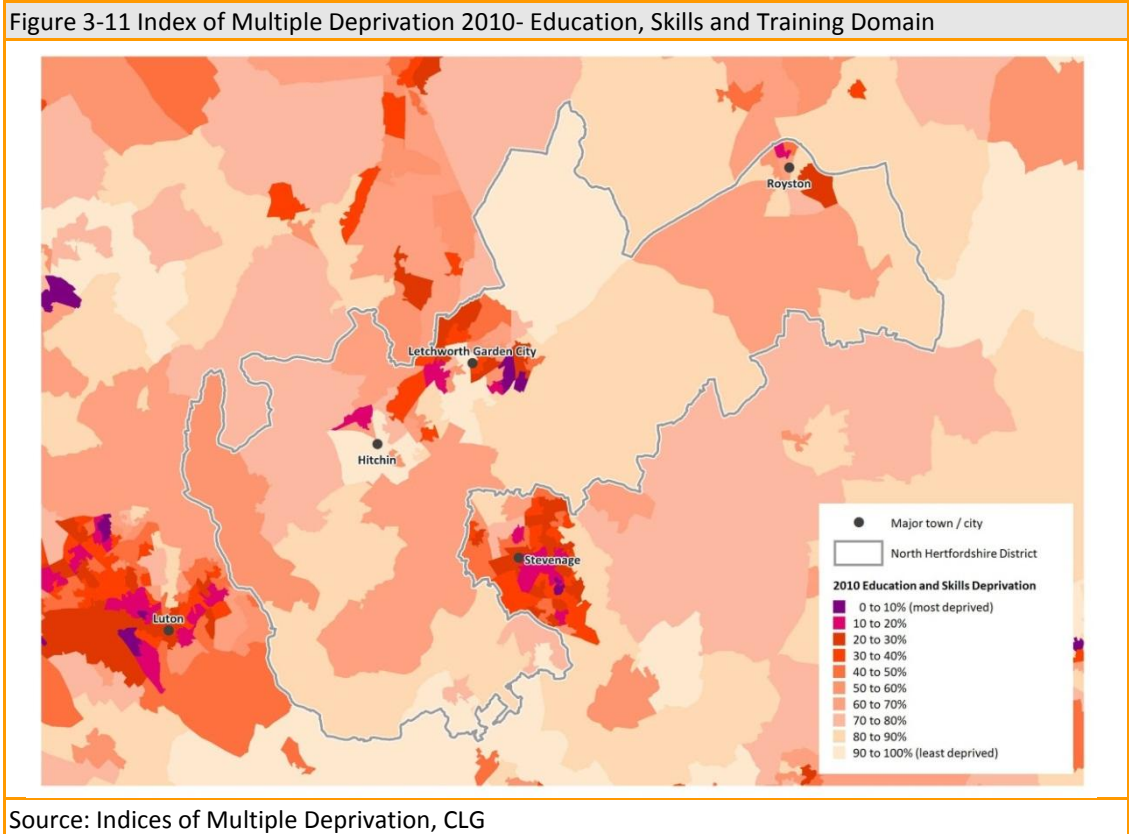 Figure 3-11 Index of Multiple Deprivation 2010- Education, Skills and Training Domain
Royston
Letchworth Garden City
Hitchin
Stevenage
Luton
Major town / city
North Hertfordshire District
2010 Education and Skills Deprivation
0 to 10% (most deprived)
10 to 20%
20 to 30%
30 to 40%
40 to 50%
50 to 60%
60 to 70%
70 to 80%
80 to 90%
90 to 100% (least deprived)
Source: Indices of Multiple Deprivation, CLG